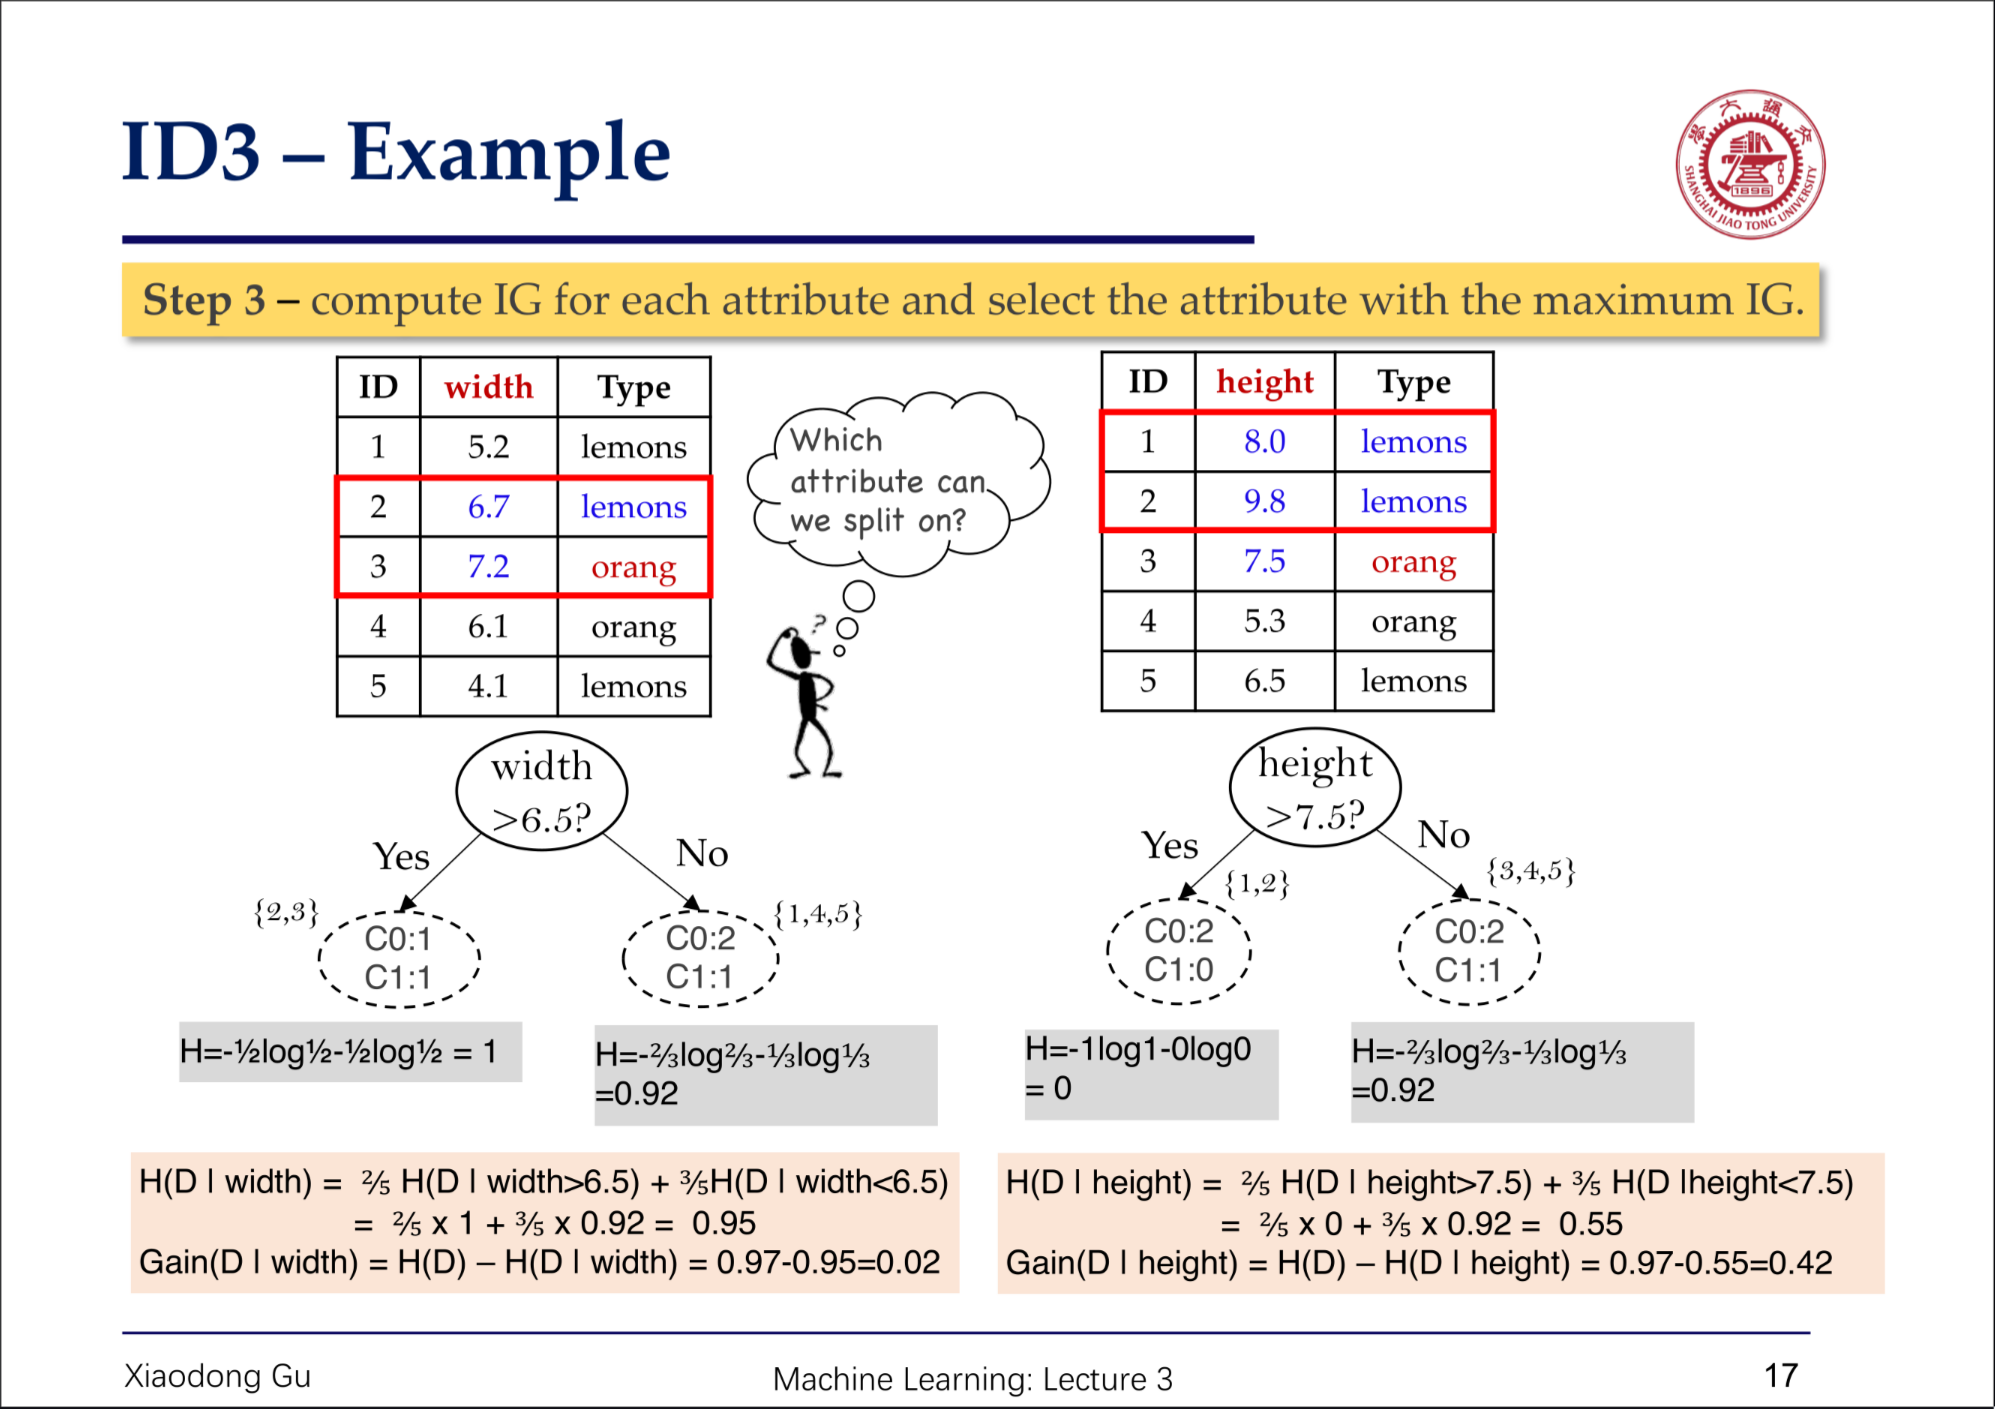 ID3 – Example
SHANGHAI JIAO TONG UNIVERSITY
1896
Step 3 – compute IG for each attribute and select the attribute with the maximum IG.
ID width Type
1 5.2 lemons
2 6.7 lemons
3 7.2 orang
4 6.1 orang
5 4.1 lemons
Which
attribute can
we split on?
?
ID height Type
1 8.0 lemons
2 9.8 lemons
3 7.5 orang
4 5.3 orang
5 6.5 lemons
width
>6.5?
Yes
No
{2,3}
C0:1
C1:1
{1,4,5}
C0:2
C1:1
H=-½log½-½log½ = 1
H=-⅔log⅔-⅓log⅓
=0.92
height
>7.5?
Yes
No
{1,2}
C0:2
C1:0
{3,4,5}
C0:2
C1:1
H=-1log1-0log0
= 0
H=-⅔log⅔-⅓log⅓
=0.92
H(D | width) = ⅖ H(D | width>6.5) + ⅗H(D | width<6.5)
= ⅖ x 1 + ⅗ x 0.92 = 0.95
Gain(D | width) = H(D) – H(D | width) = 0.97-0.95=0.02
H(D | height) = ⅖ H(D | height>7.5) + ⅗ H(D |height<7.5)
= ⅖ x 0 + ⅗ x 0.92 = 0.55
Gain(D | height) = H(D) – H(D | height) = 0.97-0.55=0.42
Xiaodong Gu
Machine Learning: Lecture 3
17